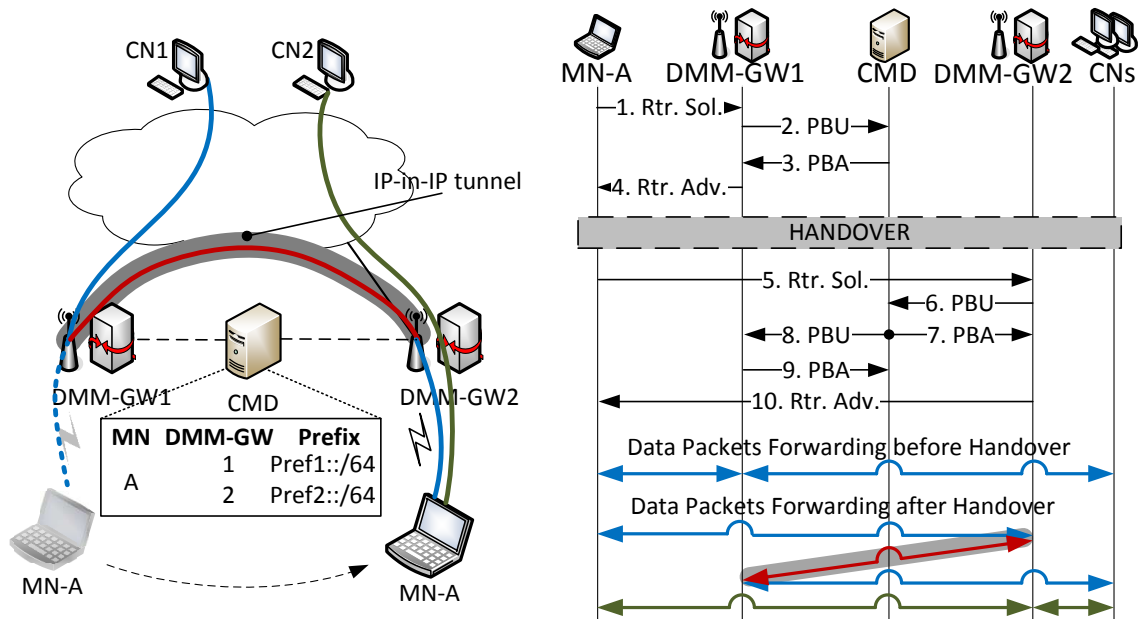 CN1
CN2
IP-in-IP tunnel
DMM-GW1
CMD
DMM-GW2
MN DMM-GW Prefix
A
1 Pref1::/64
2 Pref2::/64
MN-A
MN-A
MN-A DMM-GW1 CMD DMM-GW2 CNs
1. Rtr. Sol.
2. PBU
3. PBA
4. Rtr. Adv.
HANDOVER
5. Rtr. Sol.
6. PBU
8. PBU 7. PBA
9. PBA
10. Rtr. Adv.
Data Packets Forwarding before Handover
Data Packets Forwarding after Handover